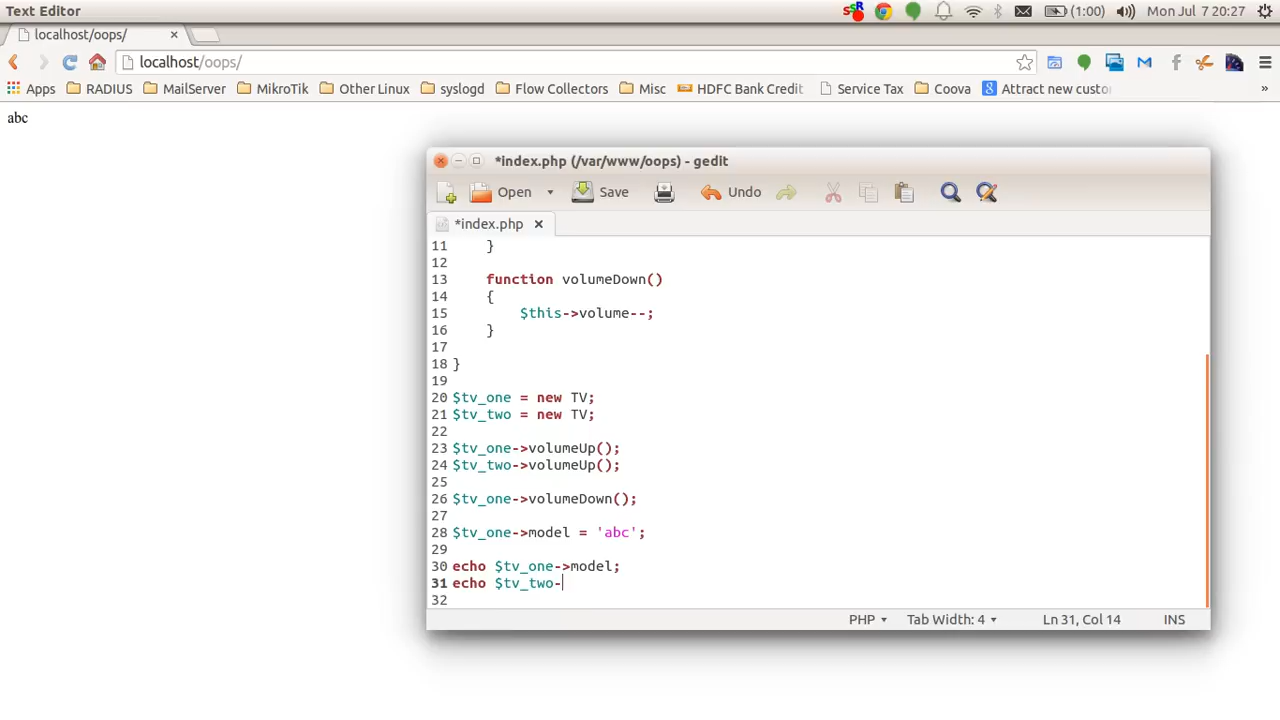 Text Editor (1:00) Mon Jul 7 20:27
localhost/oops/
localhost/oops/
Apps RADIUS MailServer MikroTik Other Linux syslogd Flow Collectors Misc HDFC Bank Credit Service Tax Coova Attract new custo »
abc
*index.php (/var/www/oops) - gedit
Open Save Undo
*index.php
11 }
12
13 function volumeDown()
14 {
15 $this->volume--;
16 }
17
18 }
19
20 $tv_one = new TV;
21 $tv_two = new TV;
22
23 $tv_one->volumeUp();
24 $tv_two->volumeUp();
25
26 $tv_one->volumeDown();
27
28 $tv_one->model = 'abc';
29
30 echo $tv_one->model;
31 echo $tv_two-
32
PHP Tab Width: 4 Ln 31, Col 14 INS